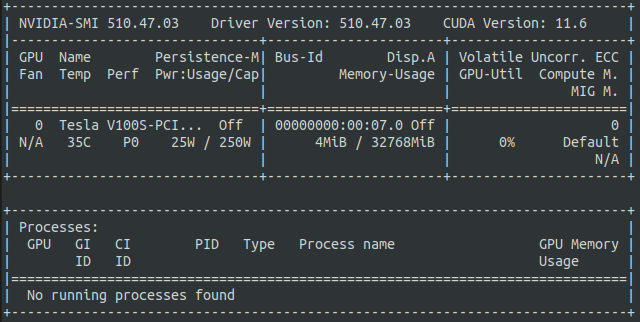 +-----------------------------------------------------------------------------+
| NVIDIA-SMI 510.47.03    Driver Version: 510.47.03    CUDA Version: 11.6     |
|-------------------------------+----------------------+----------------------+
| GPU  Name        Persistence-M| Bus-Id        Disp.A | Volatile Uncorr. ECC |
| Fan  Temp  Perf  Pwr:Usage/Cap|         Memory-Usage | GPU-Util  Compute M. |
|                               |                      |               MIG M. |
|===============================+======================+======================|
|   0  Tesla V100S-PCI...  Off  | 00000000:00:07.0 Off |                    0 |
| N/A   35C    P0    25W / 250W |      4MiB / 32768MiB |      0%      Default |
|                               |                      |                  N/A |
+-------------------------------+----------------------+----------------------+

+-----------------------------------------------------------------------------+
| Processes:                                                                  |
|  GPU   GI   CI        PID   Type   Process name                  GPU Memory |
|        ID   ID                                                   Usage      |
|=============================================================================|
|  No running processes found                                                 |
+-----------------------------------------------------------------------------+